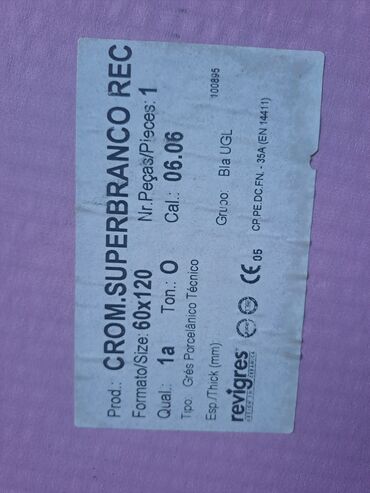 Prod.: CROM.SUPERBRANCO REC
Formato/Size: 60x120 Nr.Peças/Pieces: 1
Qual.: 1a Ton.: O Cal.: 06.06
Tipo: Grés Porcelânico Técnico
Esp./Thick (mm): Grupo: BIa UGL 100895
revigres CE 05 CP.PE.DC.FN. - 35A (EN 14411)